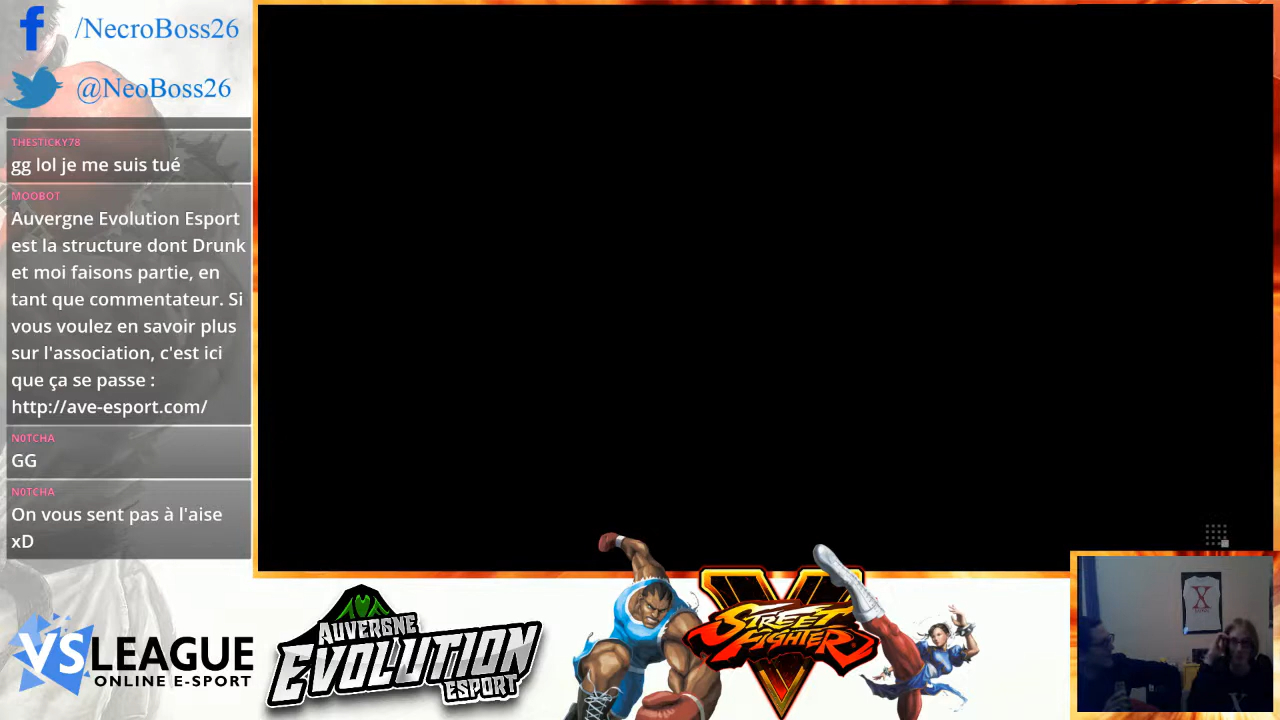 /NecroBoss26
@NeoBoss26
THESTICKY78
gg lol je me suis tué
MOOBOT
Auvergne Evolution Esport
est la structure dont Drunk
et moi faisons partie, en
tant que commentateur. Si
vous voulez en savoir plus
sur l'association, c'est ici
que ça se passe :
http://ave-esport.com/
N0TCHA
GG
N0TCHA
On vous sent pas à l'aise
xD
VSLEAGUE
ONLINE E-SPORT
AUVERGNE
EVOLUTION
ESPORT
V
STREET
FIGHTER
X